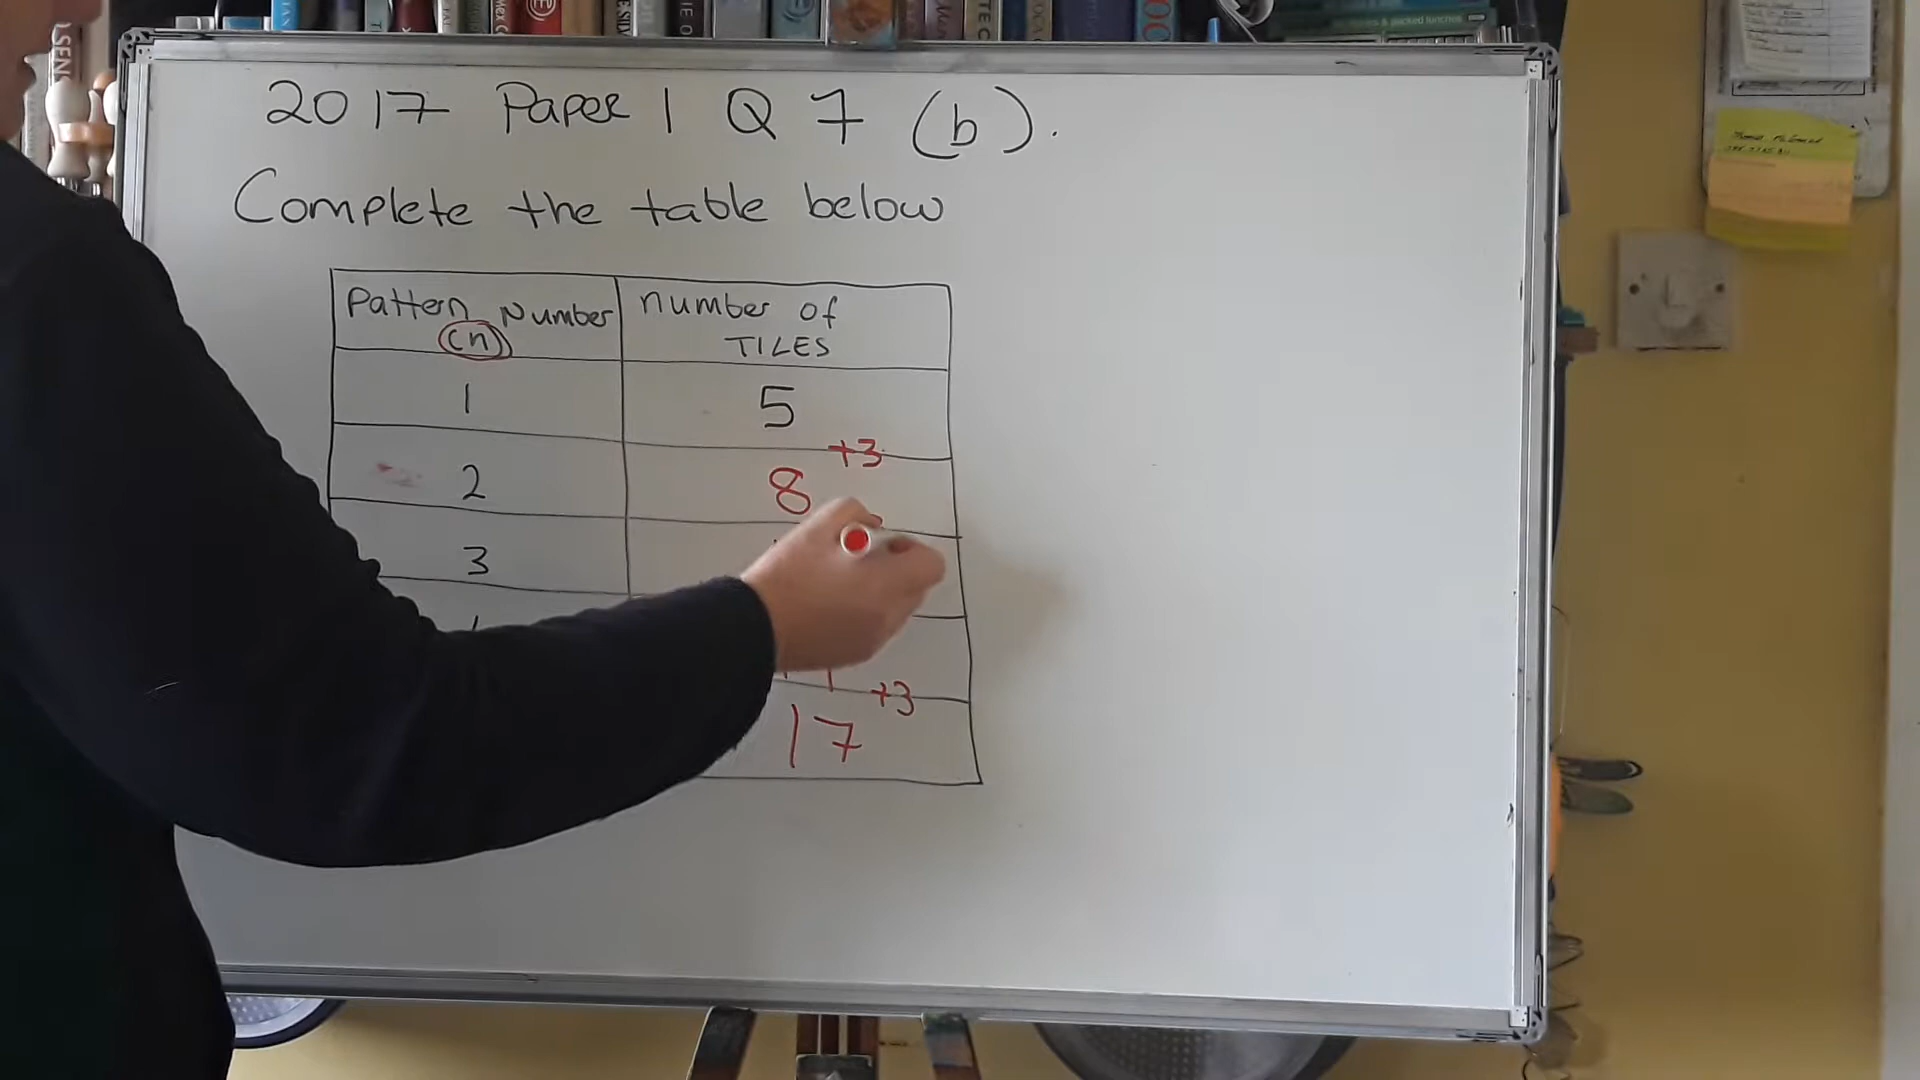 2017 Paper 1 Q 7 (b).
Complete the table below
Pattern Number (n)
number of TILES
1
5
+3
2
8
3
+3
17